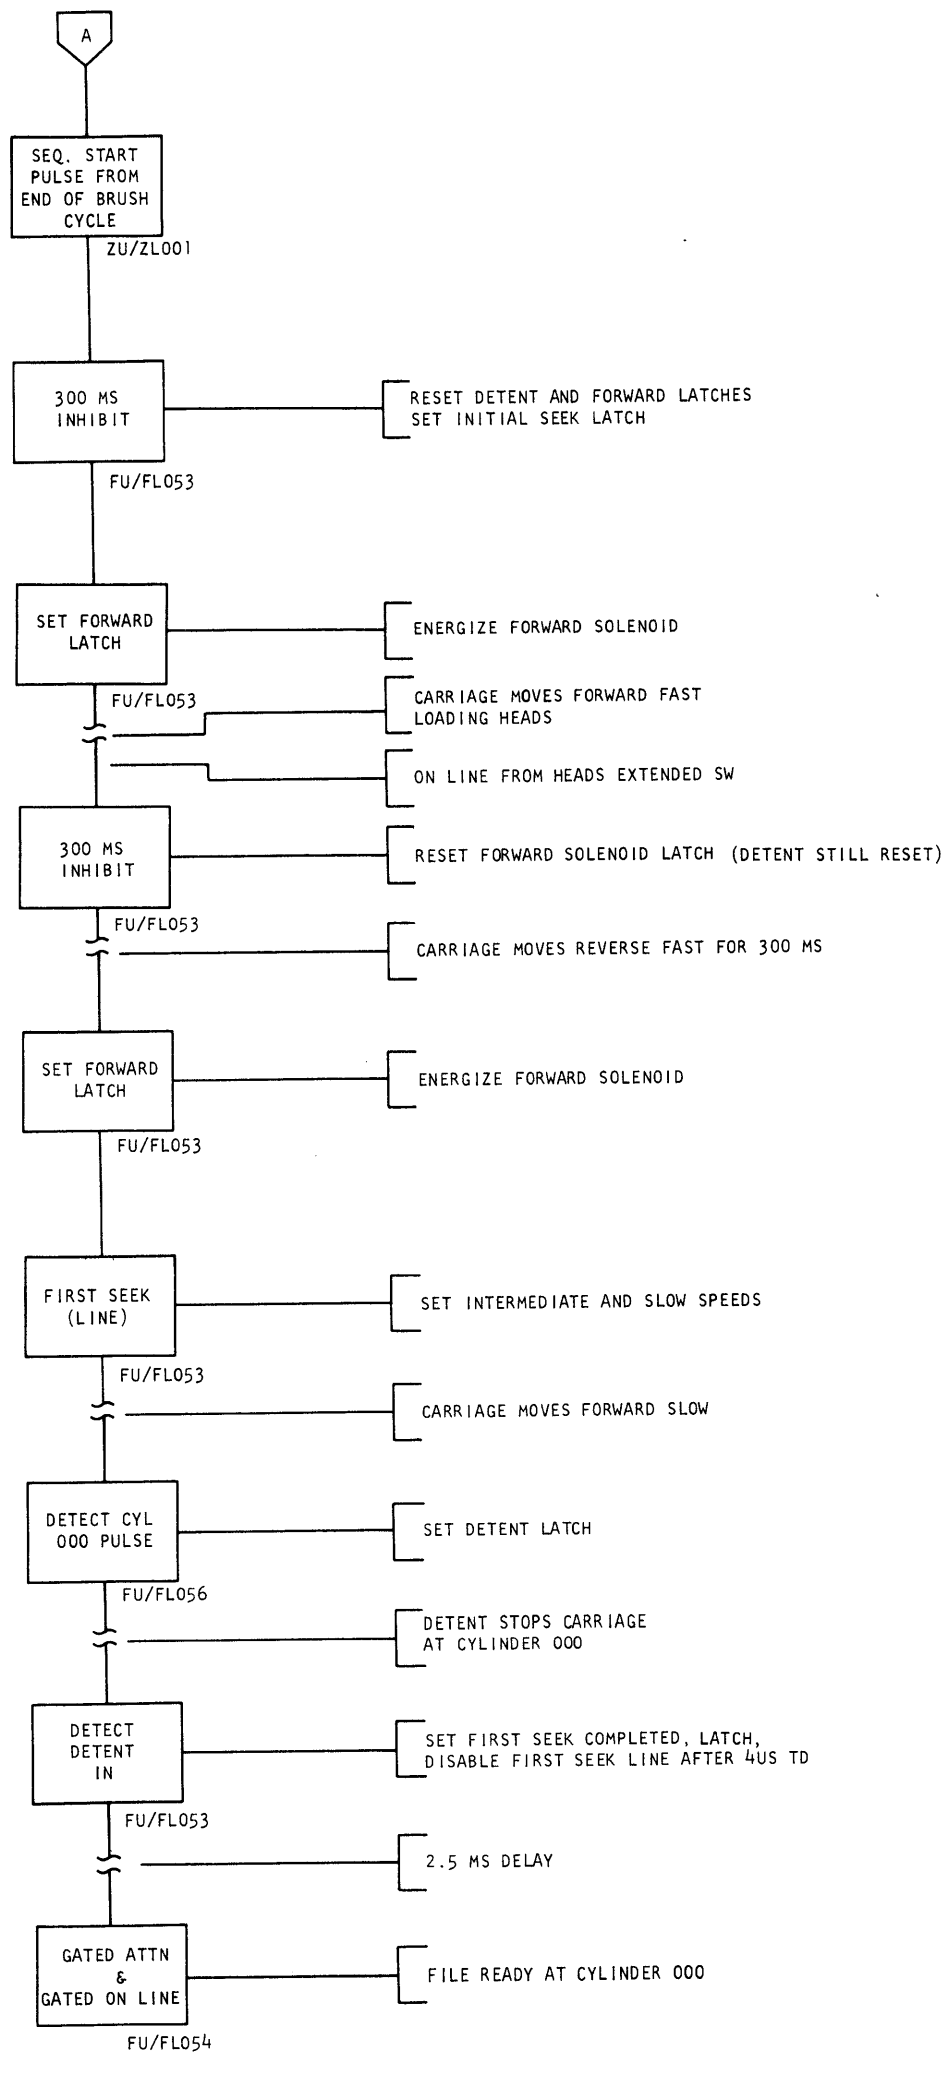 A
SEQ. START
PULSE FROM
END OF BRUSH
CYCLE
ZU/ZL001
300 MS
INHIBIT
RESET DETENT AND FORWARD LATCHES
SET INITIAL SEEK LATCH
FU/FL053
SET FORWARD
LATCH
ENERGIZE FORWARD SOLENOID
FU/FL053
CARRIAGE MOVES FORWARD FAST
LOADING HEADS
ON LINE FROM HEADS EXTENDED SW
300 MS
INHIBIT
RESET FORWARD SOLENOID LATCH (DETENT STILL RESET)
FU/FL053
CARRIAGE MOVES REVERSE FAST FOR 300 MS
SET FORWARD
LATCH
ENERGIZE FORWARD SOLENOID
FU/FL053
FIRST SEEK
(LINE)
SET INTERMEDIATE AND SLOW SPEEDS
FU/FL053
CARRIAGE MOVES FORWARD SLOW
DETECT CYL
000 PULSE
SET DETENT LATCH
FU/FL056
DETENT STOPS CARRIAGE
AT CYLINDER 000
DETECT
DETENT
IN
SET FIRST SEEK COMPLETED, LATCH,
DISABLE FIRST SEEK LINE AFTER 4US TD
FU/FL053
2.5 MS DELAY
GATED ATTN
&
GATED ON LINE
FILE READY AT CYLINDER 000
FU/FL054